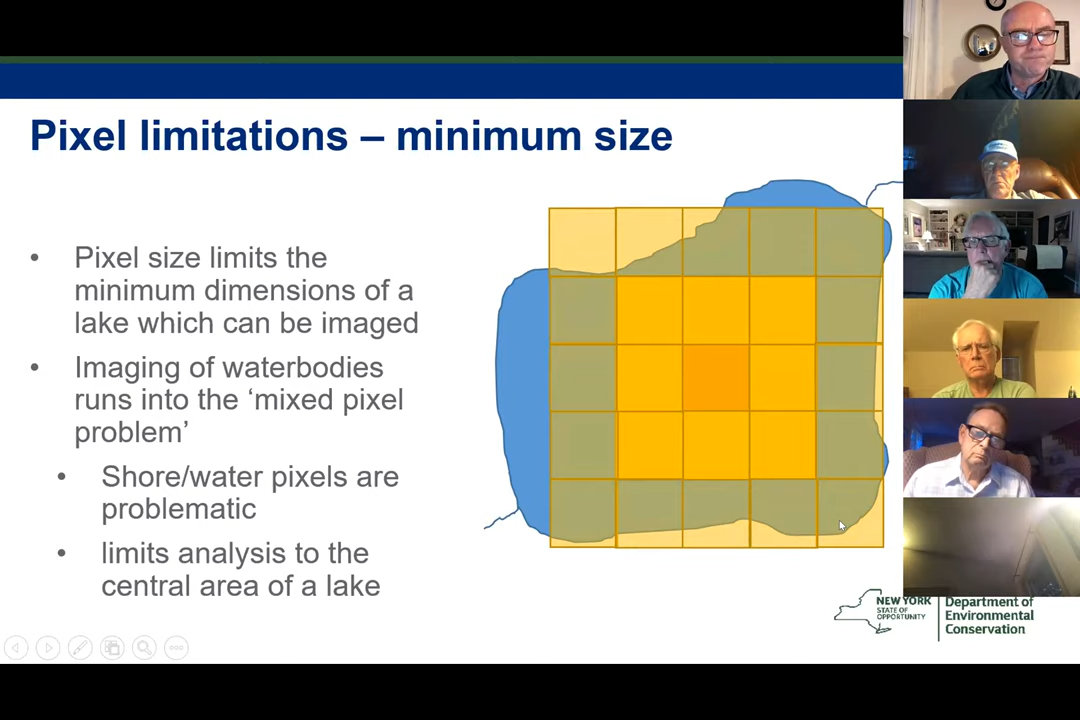 Pixel limitations – minimum size
• Pixel size limits the
minimum dimensions of a
lake which can be imaged
• Imaging of waterbodies
runs into the ‘mixed pixel
problem’
• Shore/water pixels are
problematic
• limits analysis to the
central area of a lake
NEW YORK
STATE OF
OPPORTUNITY
Department of
Environmental
Conservation